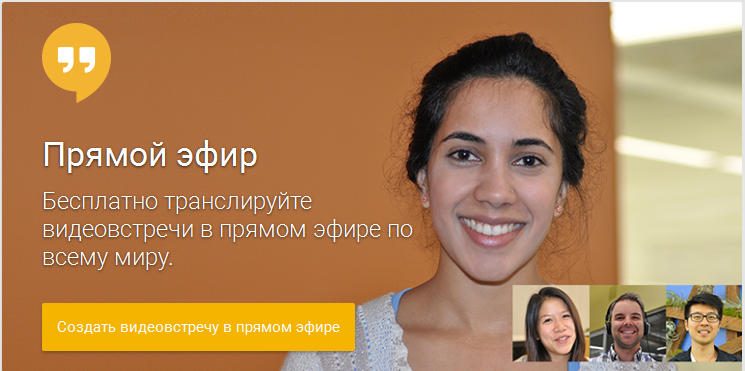 Прямой эфир
Бесплатно транслируйте
видеовстречи в прямом эфире по
всему миру.
Создать видеовстречу в прямом эфире